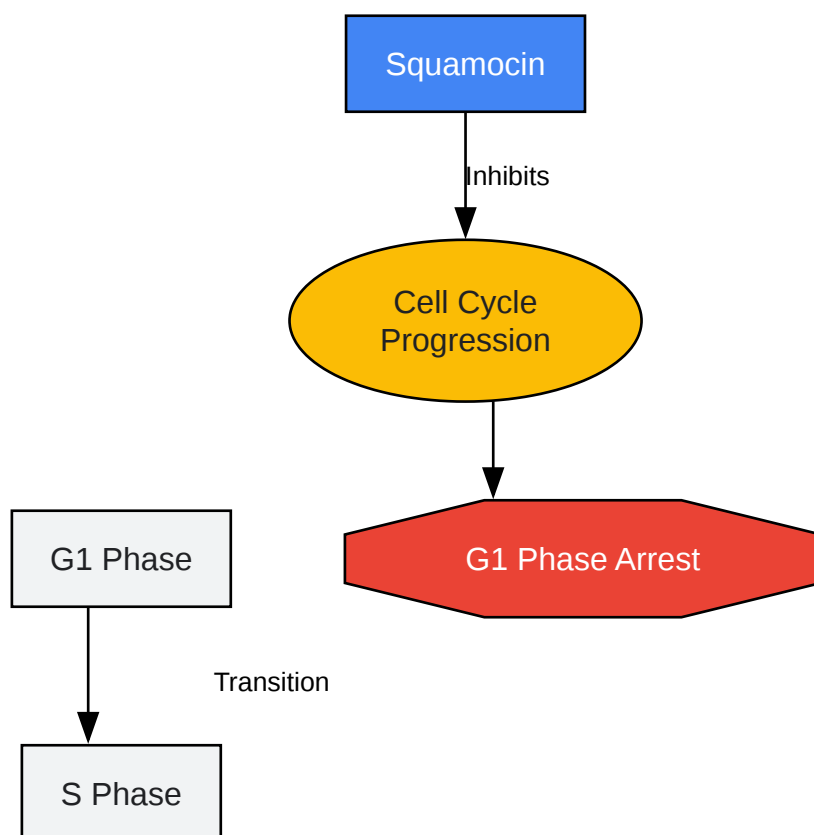 Squamocin
Inhibits
Cell Cycle
Progression
G1 Phase
G1 Phase Arrest
Transition
S Phase